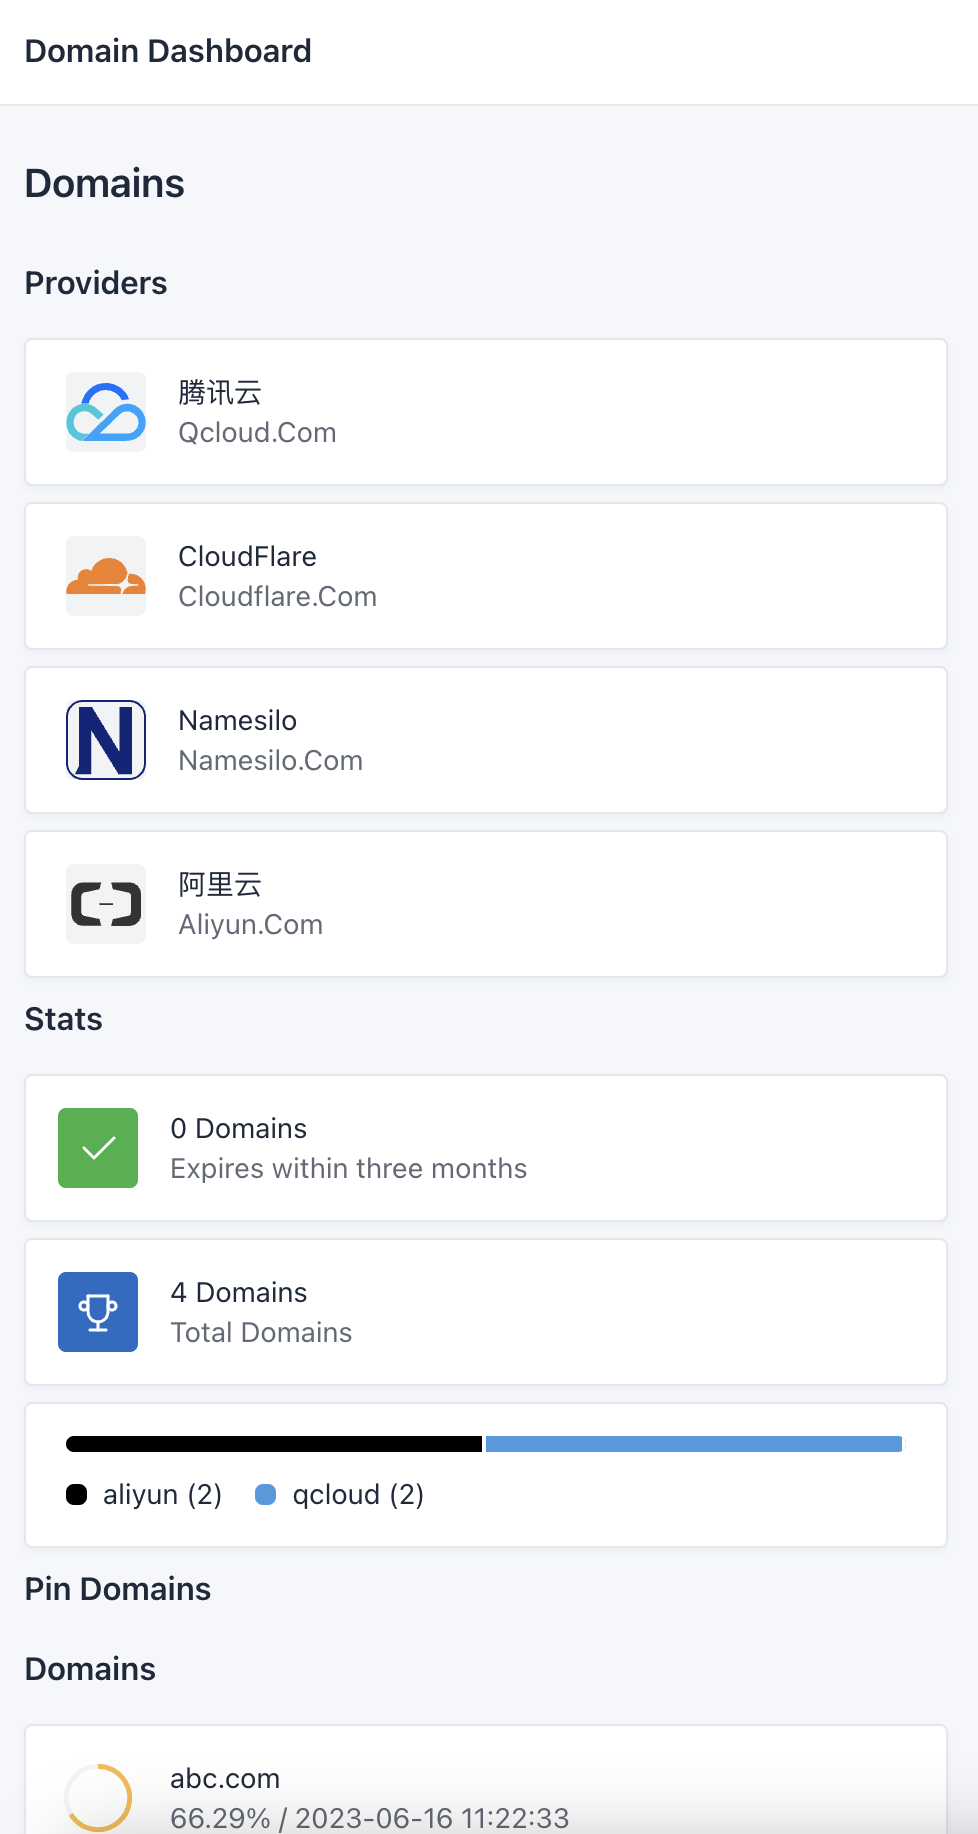 Domain Dashboard
Domains
Providers
腾讯云
Qcloud.Com
CloudFlare
Cloudflare.Com
N
Namesilo
Namesilo.Com
阿里云
Aliyun.Com
Stats
0 Domains
Expires within three months
4 Domains
Total Domains
aliyun (2) qcloud (2)
Pin Domains
Domains
abc.com
66.29% / 2023-06-16 11:22:33